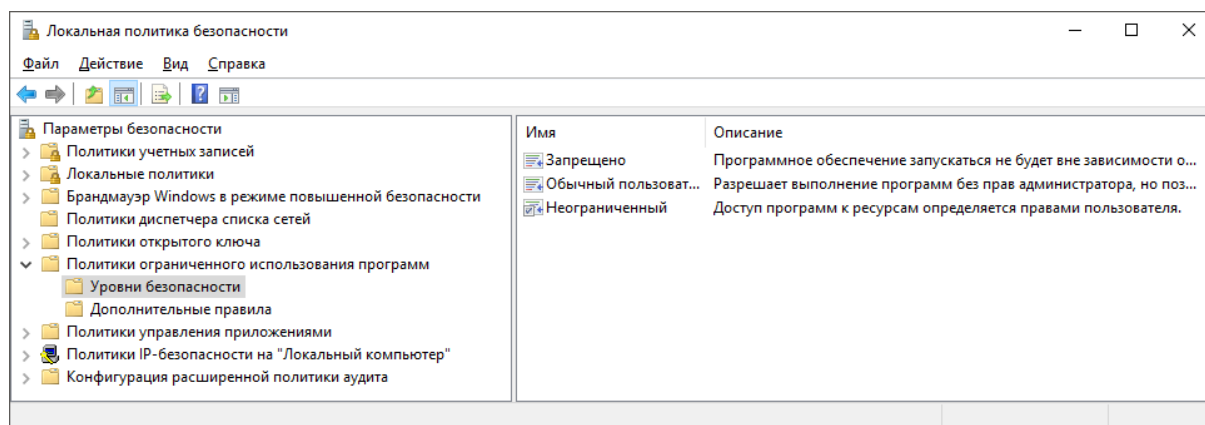 Локальная политика безопасности
Файл Действие Вид Справка
Параметры безопасности
Политики учетных записей
Локальные политики
Брандмауэр Windows в режиме повышенной безопасности
Политики диспетчера списка сетей
Политики открытого ключа
Политики ограниченного использования программ
Уровни безопасности
Дополнительные правила
Политики управления приложениями
Политики IP-безопасности на "Локальный компьютер"
Конфигурация расширенной политики аудита
Имя Описание
Запрещено Программное обеспечение запускаться не будет вне зависимости о...
Обычный пользоват... Разрешает выполнение программ без прав администратора, но поз...
Неограниченный Доступ программ к ресурсам определяется правами пользователя.